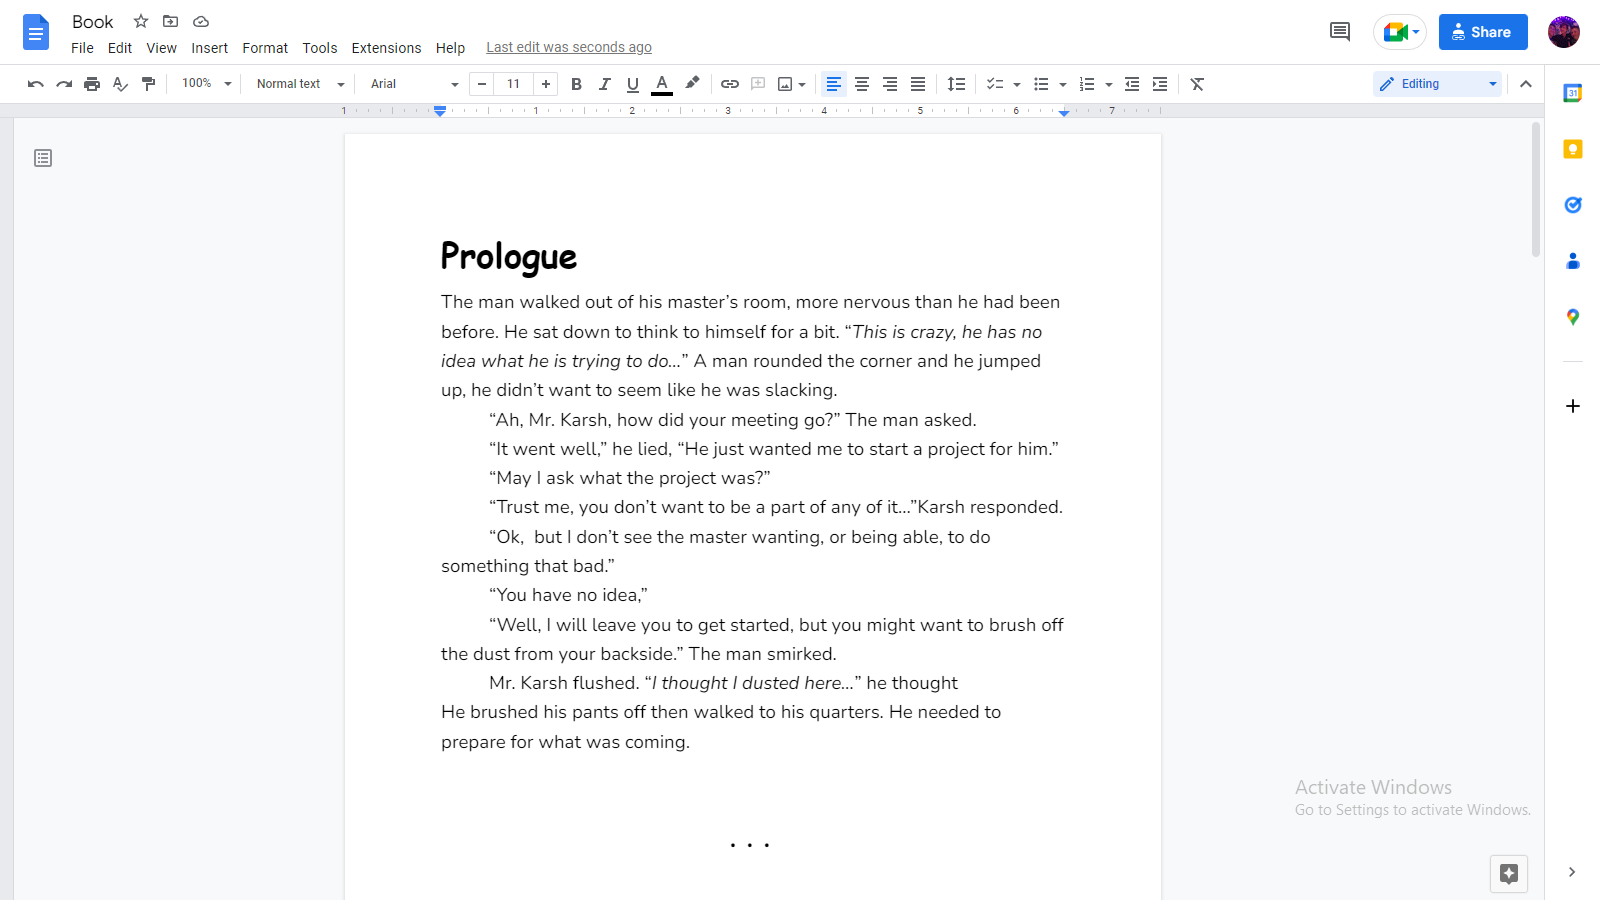 Book
File Edit View Insert Format Tools Extensions Help Last edit was seconds ago
Share
100% Normal text Arial 11 B I U A Editing
1 1 2 3 4 5 6 7
31
Prologue
The man walked out of his master’s room, more nervous than he had been
before. He sat down to think to himself for a bit. “This is crazy, he has no
idea what he is trying to do...” A man rounded the corner and he jumped
up, he didn’t want to seem like he was slacking.
“Ah, Mr. Karsh, how did your meeting go?” The man asked.
“It went well,” he lied, “He just wanted me to start a project for him.”
“May I ask what the project was?”
“Trust me, you don’t want to be a part of any of it...”Karsh responded.
“Ok,  but I don’t see the master wanting, or being able, to do
something that bad.”
“You have no idea,”
“Well, I will leave you to get started, but you might want to brush off
the dust from your backside.” The man smirked.
Mr. Karsh flushed. “I thought I dusted here...” he thought
He brushed his pants off then walked to his quarters. He needed to
prepare for what was coming.
. . .
Activate Windows
Go to Settings to activate Windows.